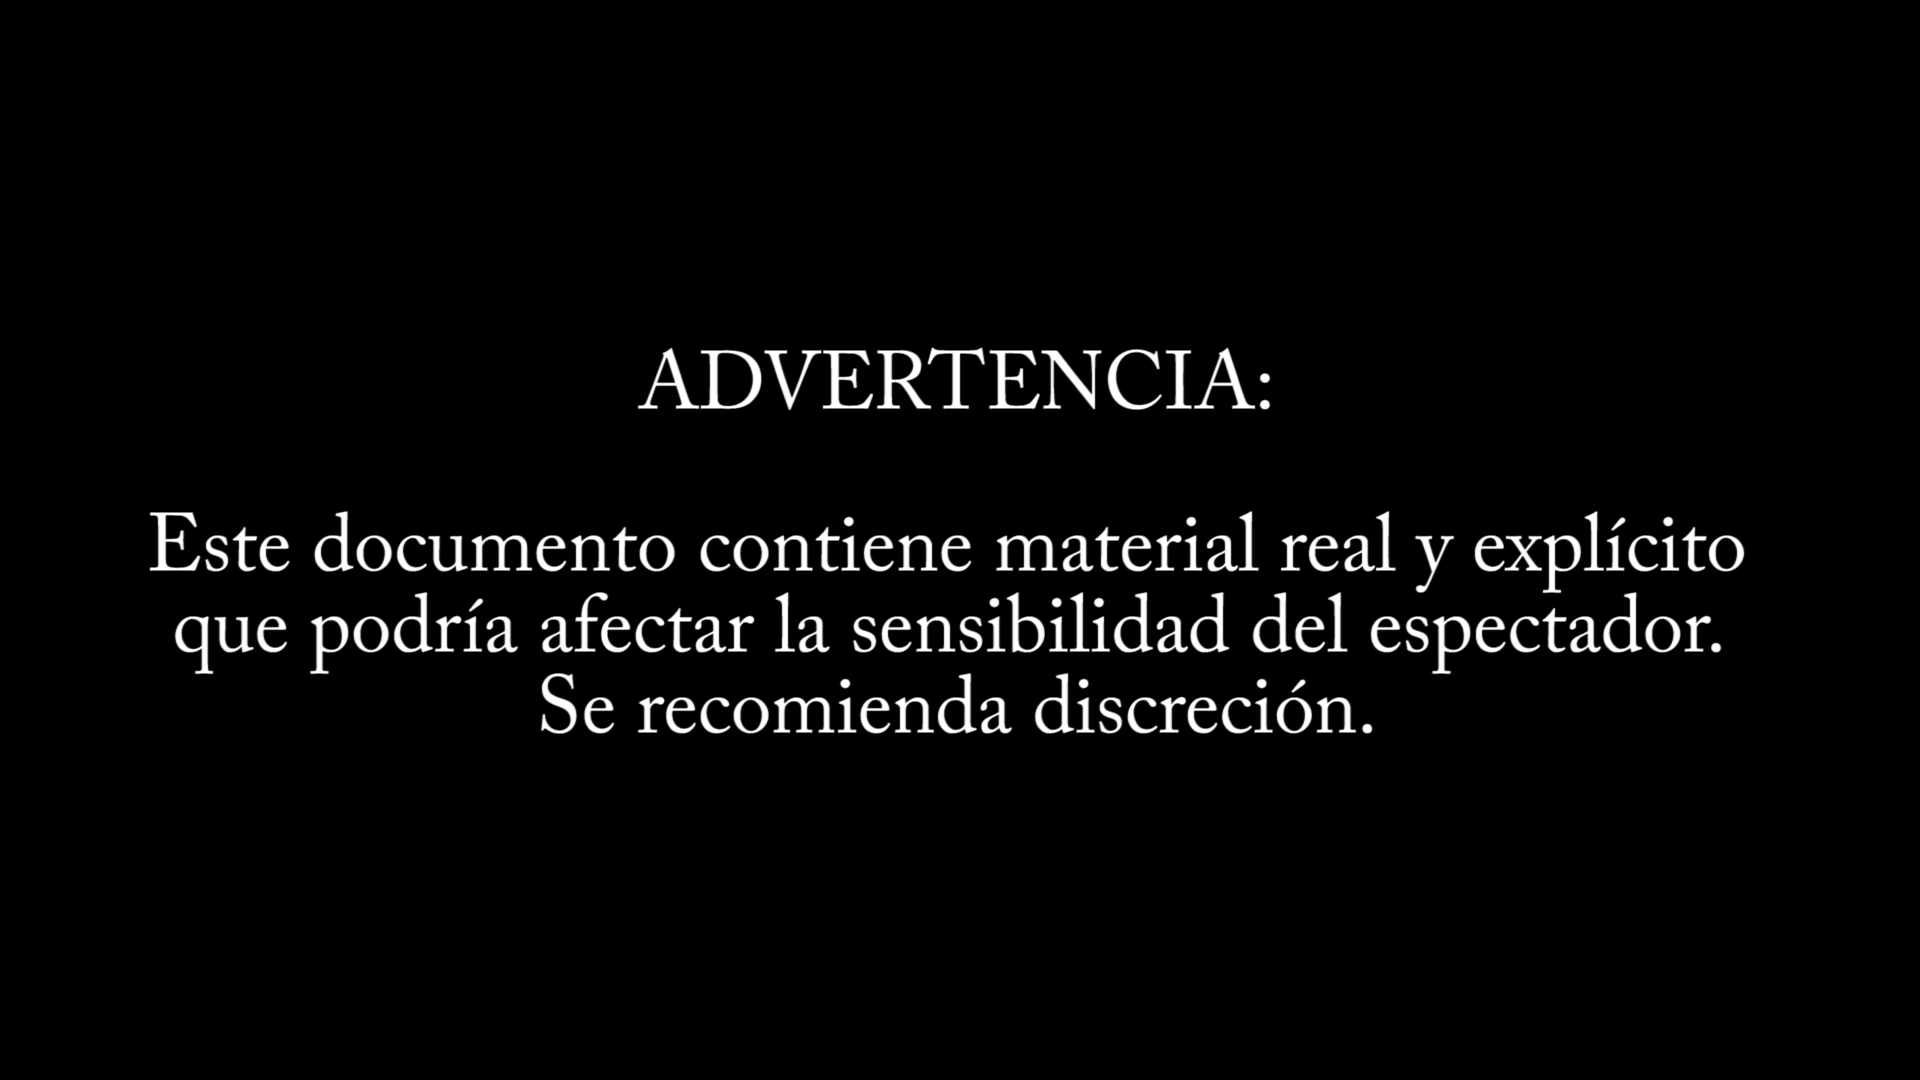 ADVERTENCIA:
Este documento contiene material real y explícito
que podría afectar la sensibilidad del espectador.
Se recomienda discreción.